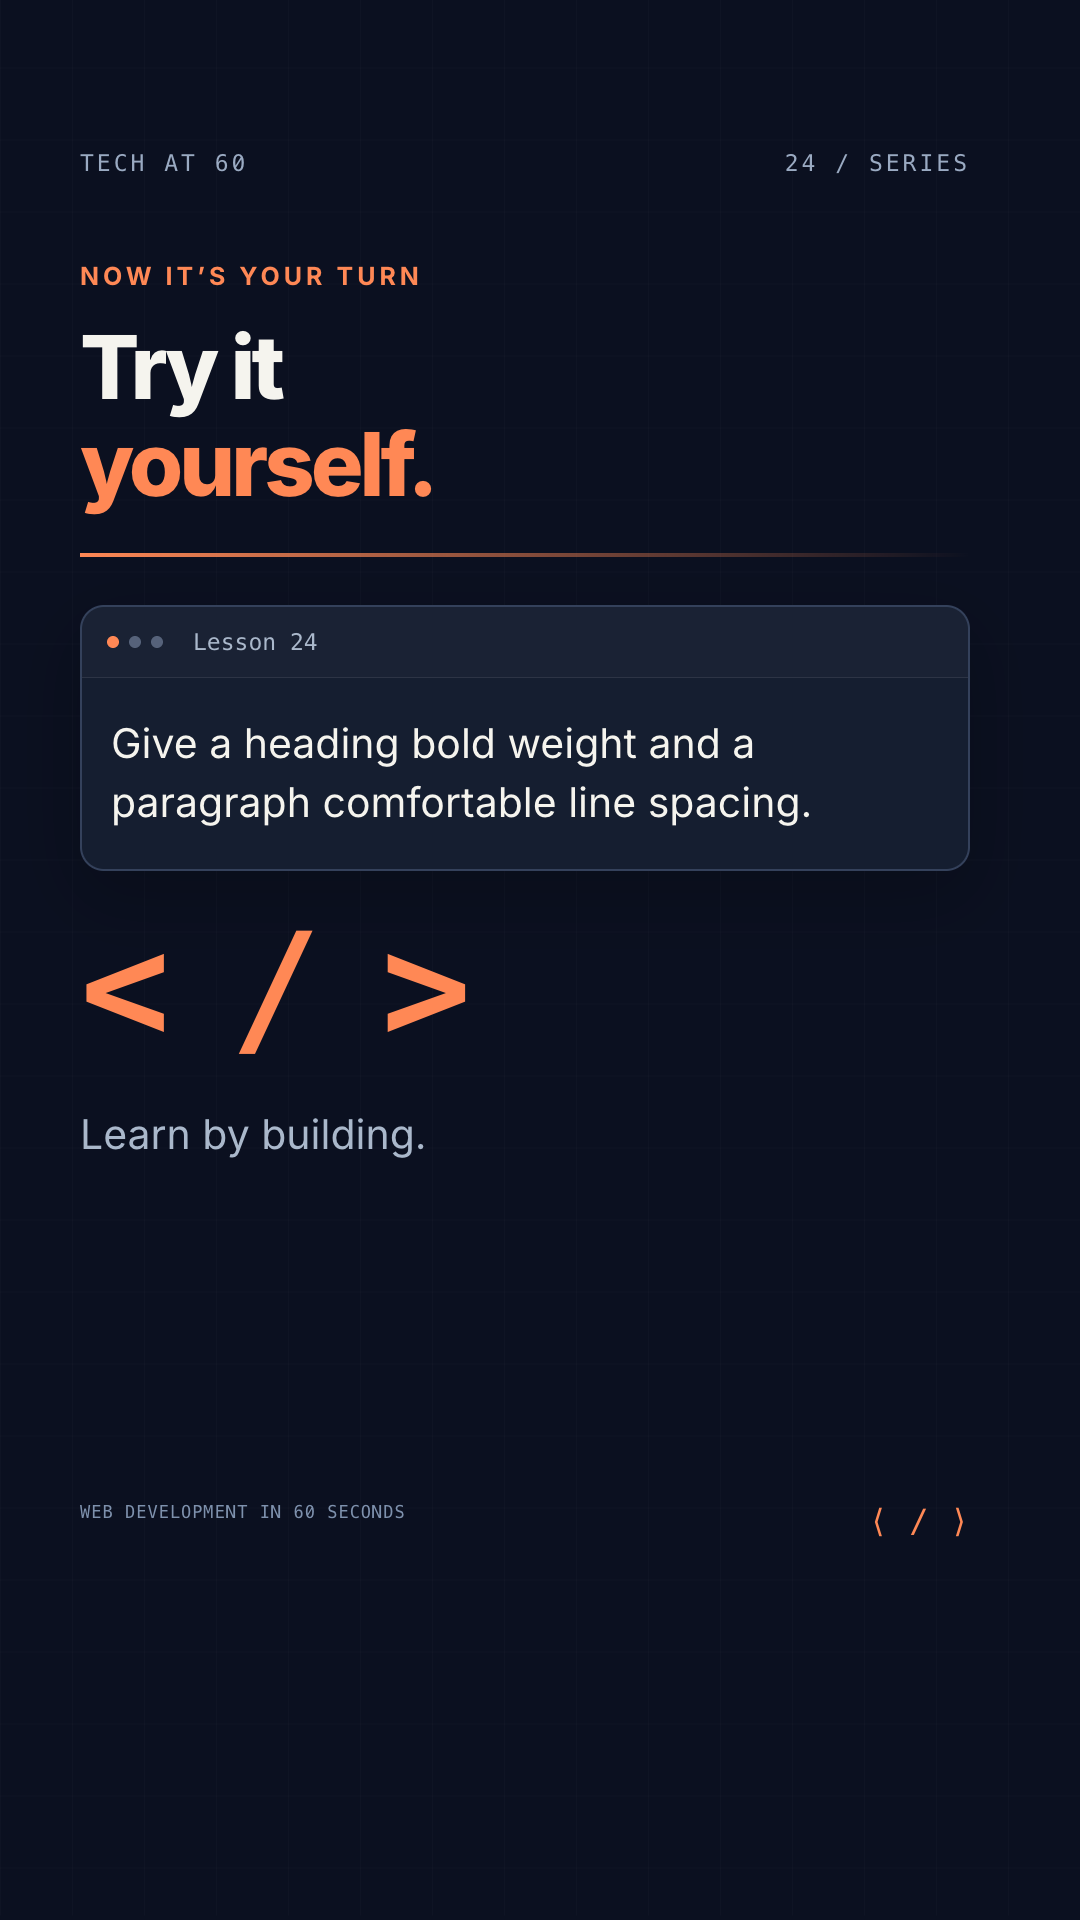 TECH AT 60
24 / SERIES
NOW IT’S YOUR TURN
Try it
yourself.
Lesson 24
Give a heading bold weight and a
paragraph comfortable line spacing.
< / >
Learn by building.
WEB DEVELOPMENT IN 60 SECONDS
⟨ / ⟩